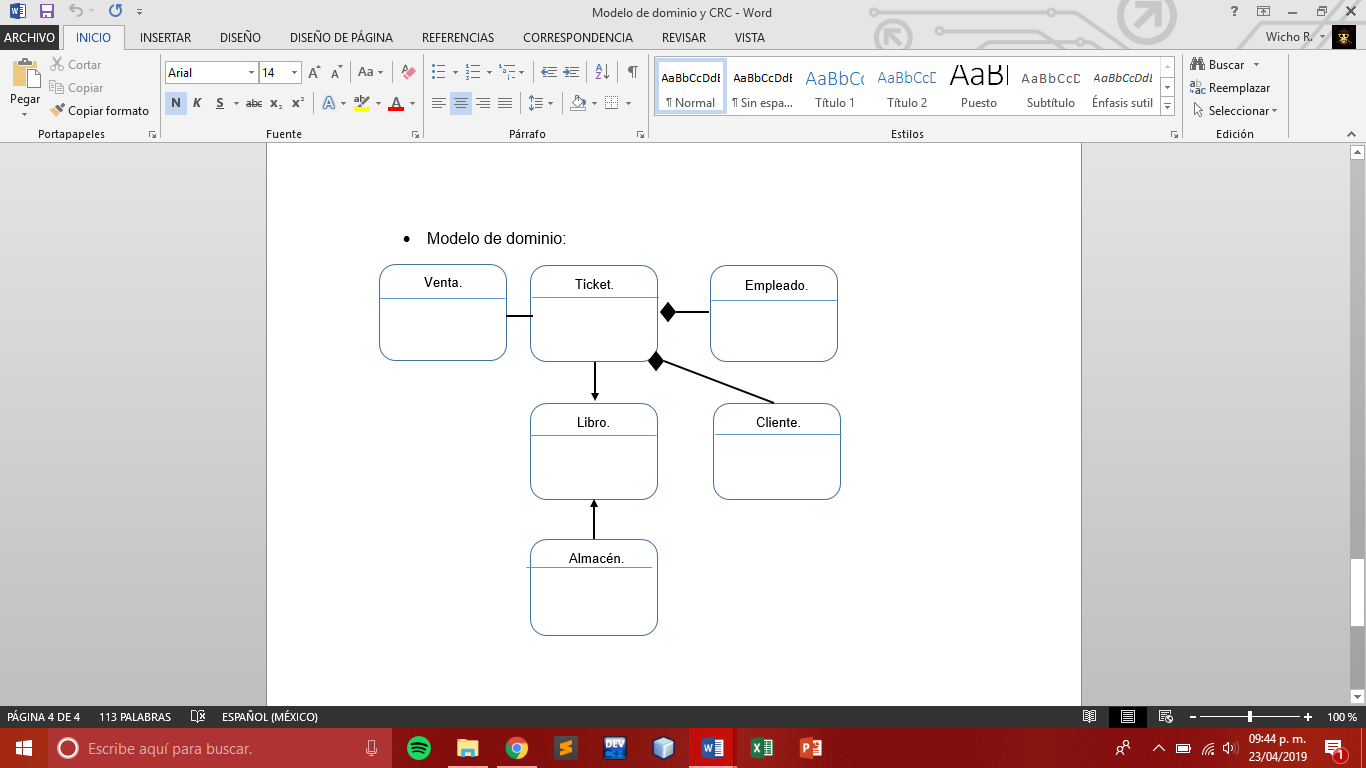 Modelo de dominio y CRC - Word
?
ARCHIVO INICIO INSERTAR DISEÑO DISEÑO DE PÁGINA REFERENCIAS CORRESPONDENCIA REVISAR VISTA Wicho R.
Pegar
Cortar
Copiar
Copiar formato
Portapapeles
Arial 14
N K S abc x₂ x²
Fuente
Párrafo
AaBbCcDdE AaBbCcDdE AaBbCc AaBbCcD AaB AaBbCcD AaBbCcDdE
¶ Normal ¶ Sin espa... Título 1 Título 2 Puesto Subtítulo Énfasis sutil
Estilos
Buscar
Reemplazar
Seleccionar
Edición
• Modelo de dominio:
Venta. Ticket. Empleado.
Libro. Cliente.
Almacén.
PÁGINA 4 DE 4 113 PALABRAS ESPAÑOL (MÉXICO) 100 %
Escribe aquí para buscar.
DEV
09:44 p. m.
23/04/2019
1